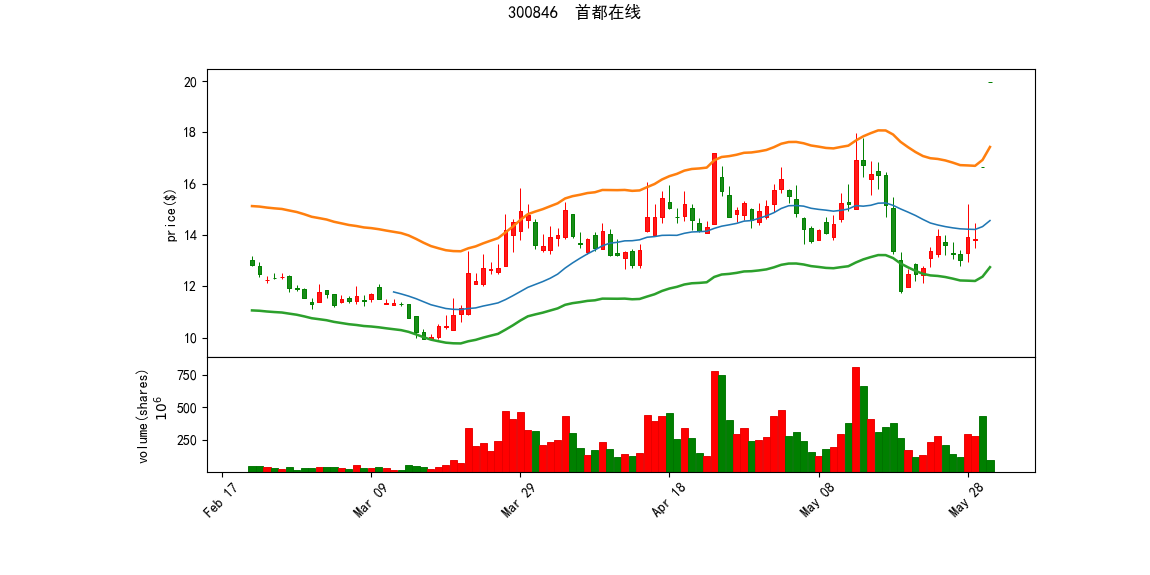 300846  首都在线
price($)
20
18
16
14
12
10
volume(shares)
10^6
750
500
250
Feb 17
Mar 09
Mar 29
Apr 18
May 08
May 28